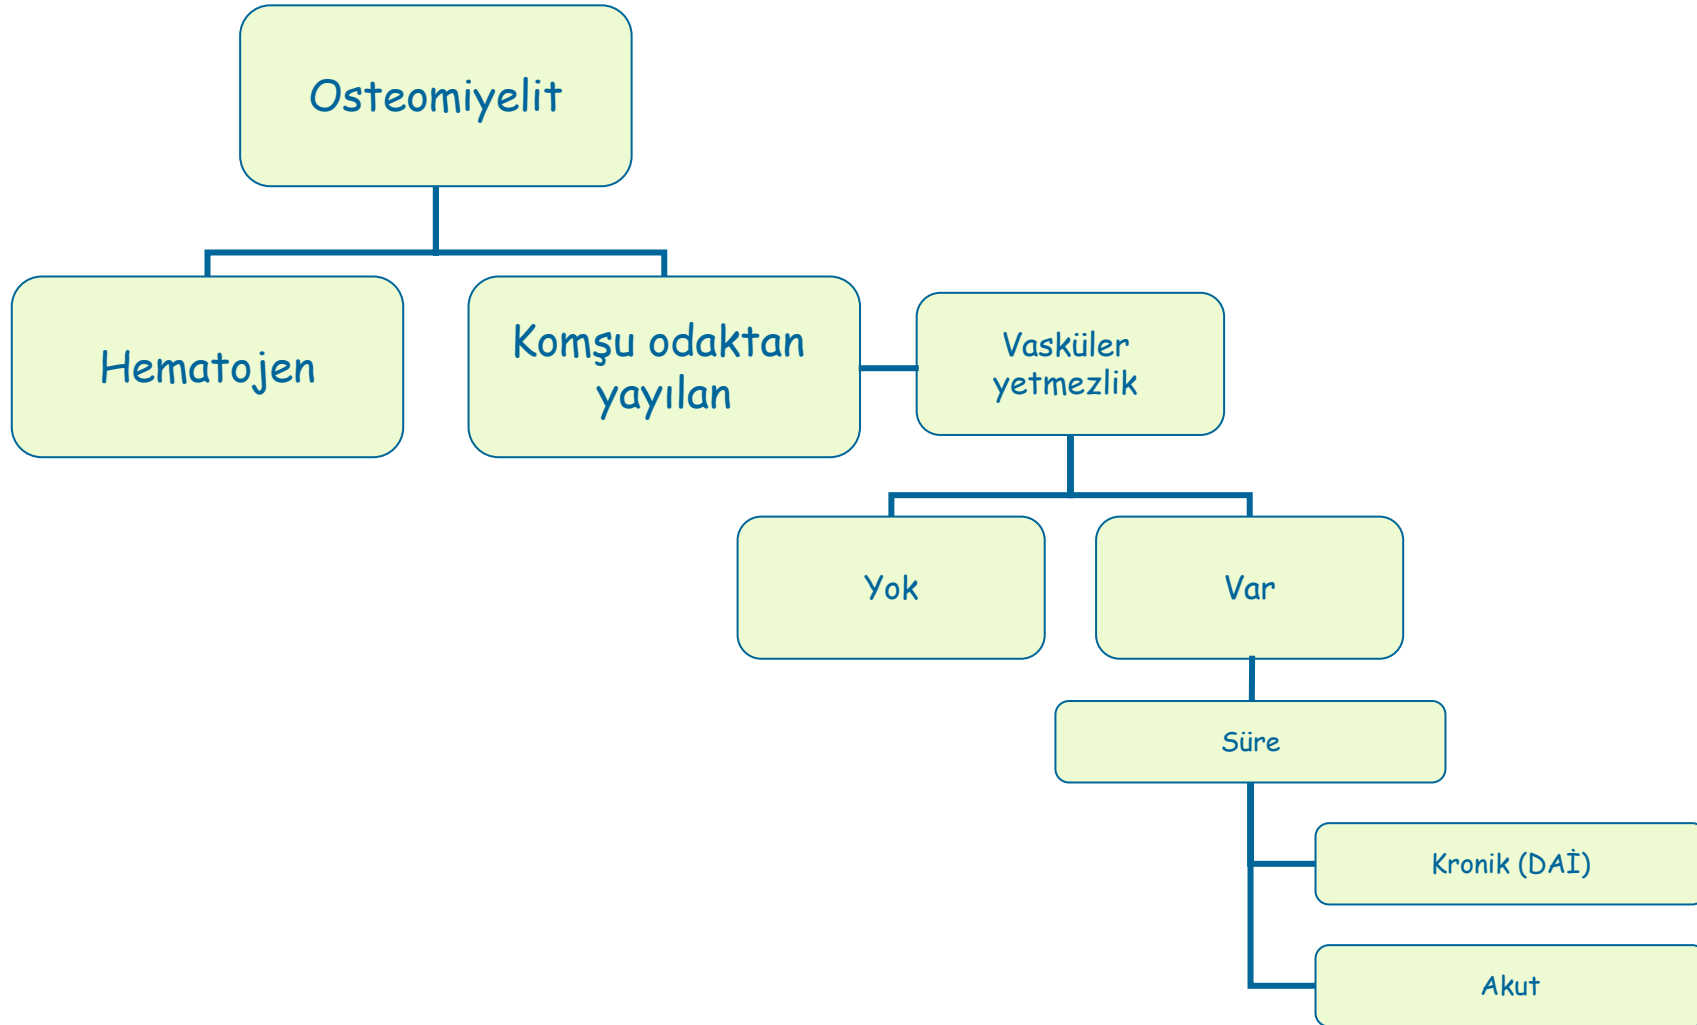 Osteomiyelit
Hematojen
Komşu odaktan
yayılan
Vasküler
yetmezlik
Yok
Var
Süre
Kronik (DAİ)
Akut